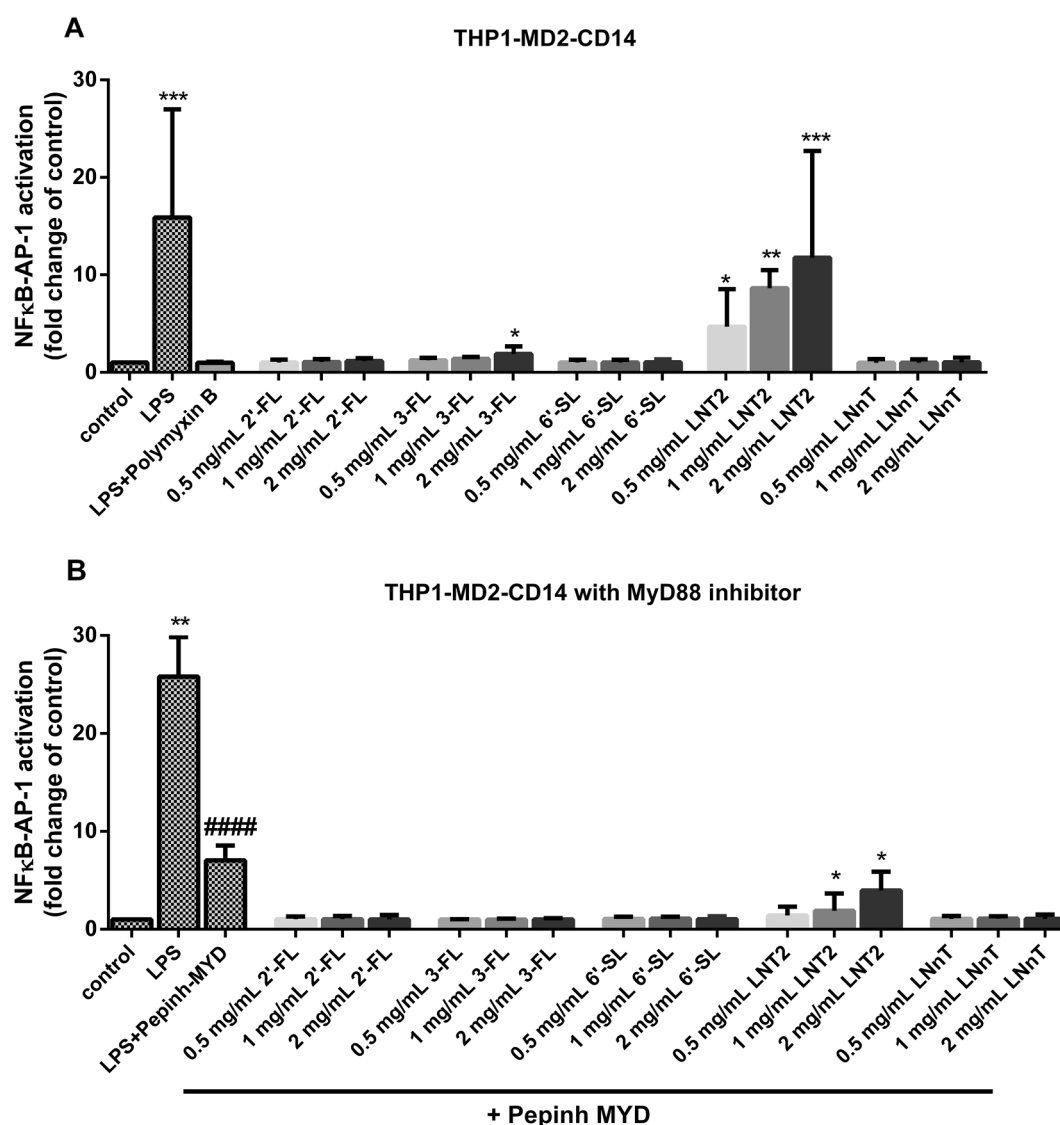 A
THP1-MD2-CD14
NFκB-AP-1 activation
(fold change of control)
30
20
10
0
***
*
*
**
***
control
LPS
LPS+Polymyxin B
0.5 mg/mL 2'-FL
1 mg/mL 2'-FL
2 mg/mL 2'-FL
0.5 mg/mL 3-FL
1 mg/mL 3-FL
2 mg/mL 3-FL
0.5 mg/mL 6'-SL
1 mg/mL 6'-SL
2 mg/mL 6'-SL
0.5 mg/mL LNT2
1 mg/mL LNT2
2 mg/mL LNT2
0.5 mg/mL LNnT
1 mg/mL LNnT
2 mg/mL LNnT
B
THP1-MD2-CD14 with MyD88 inhibitor
NFκB-AP-1 activation
(fold change of control)
30
20
10
0
**
####
*
*
control
LPS
LPS+Pepinh-MYD
0.5 mg/mL 2'-FL
1 mg/mL 2'-FL
2 mg/mL 2'-FL
0.5 mg/mL 3-FL
1 mg/mL 3-FL
2 mg/mL 3-FL
0.5 mg/mL 6'-SL
1 mg/mL 6'-SL
2 mg/mL 6'-SL
0.5 mg/mL LNT2
1 mg/mL LNT2
2 mg/mL LNT2
0.5 mg/mL LNnT
1 mg/mL LNnT
2 mg/mL LNnT
+ Pepinh MYD